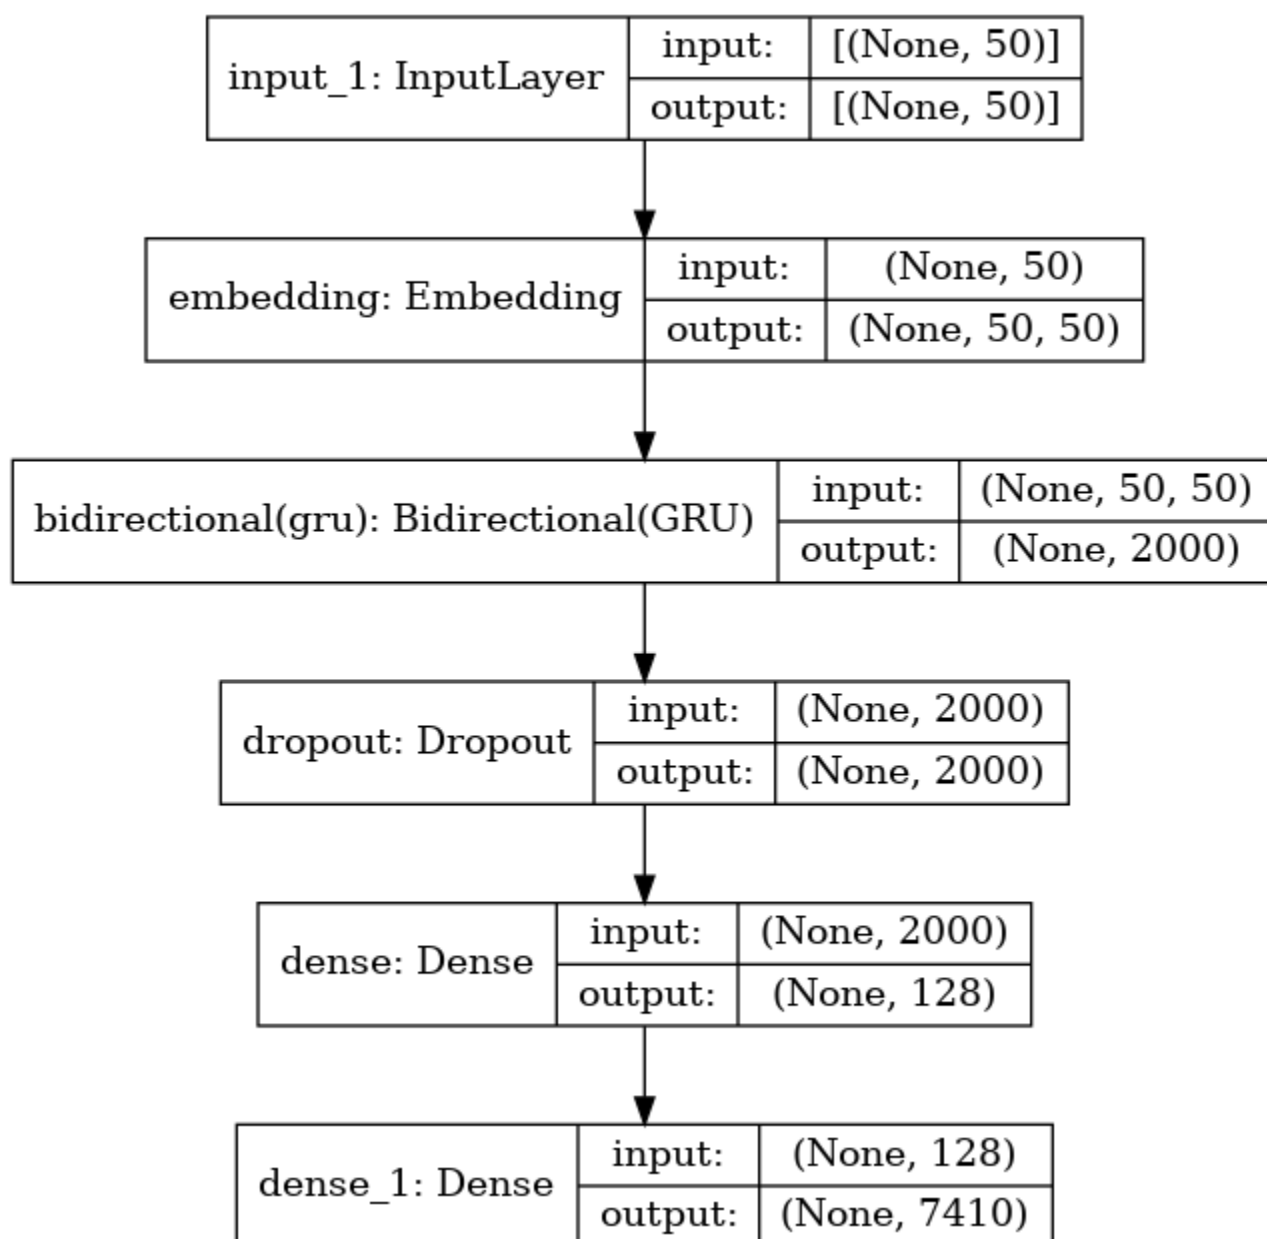 input_1: InputLayer
input: [(None, 50)]
output: [(None, 50)]
embedding: Embedding
input: (None, 50)
output: (None, 50, 50)
bidirectional(gru): Bidirectional(GRU)
input: (None, 50, 50)
output: (None, 2000)
dropout: Dropout
input: (None, 2000)
output: (None, 2000)
dense: Dense
input: (None, 2000)
output: (None, 128)
dense_1: Dense
input: (None, 128)
output: (None, 7410)